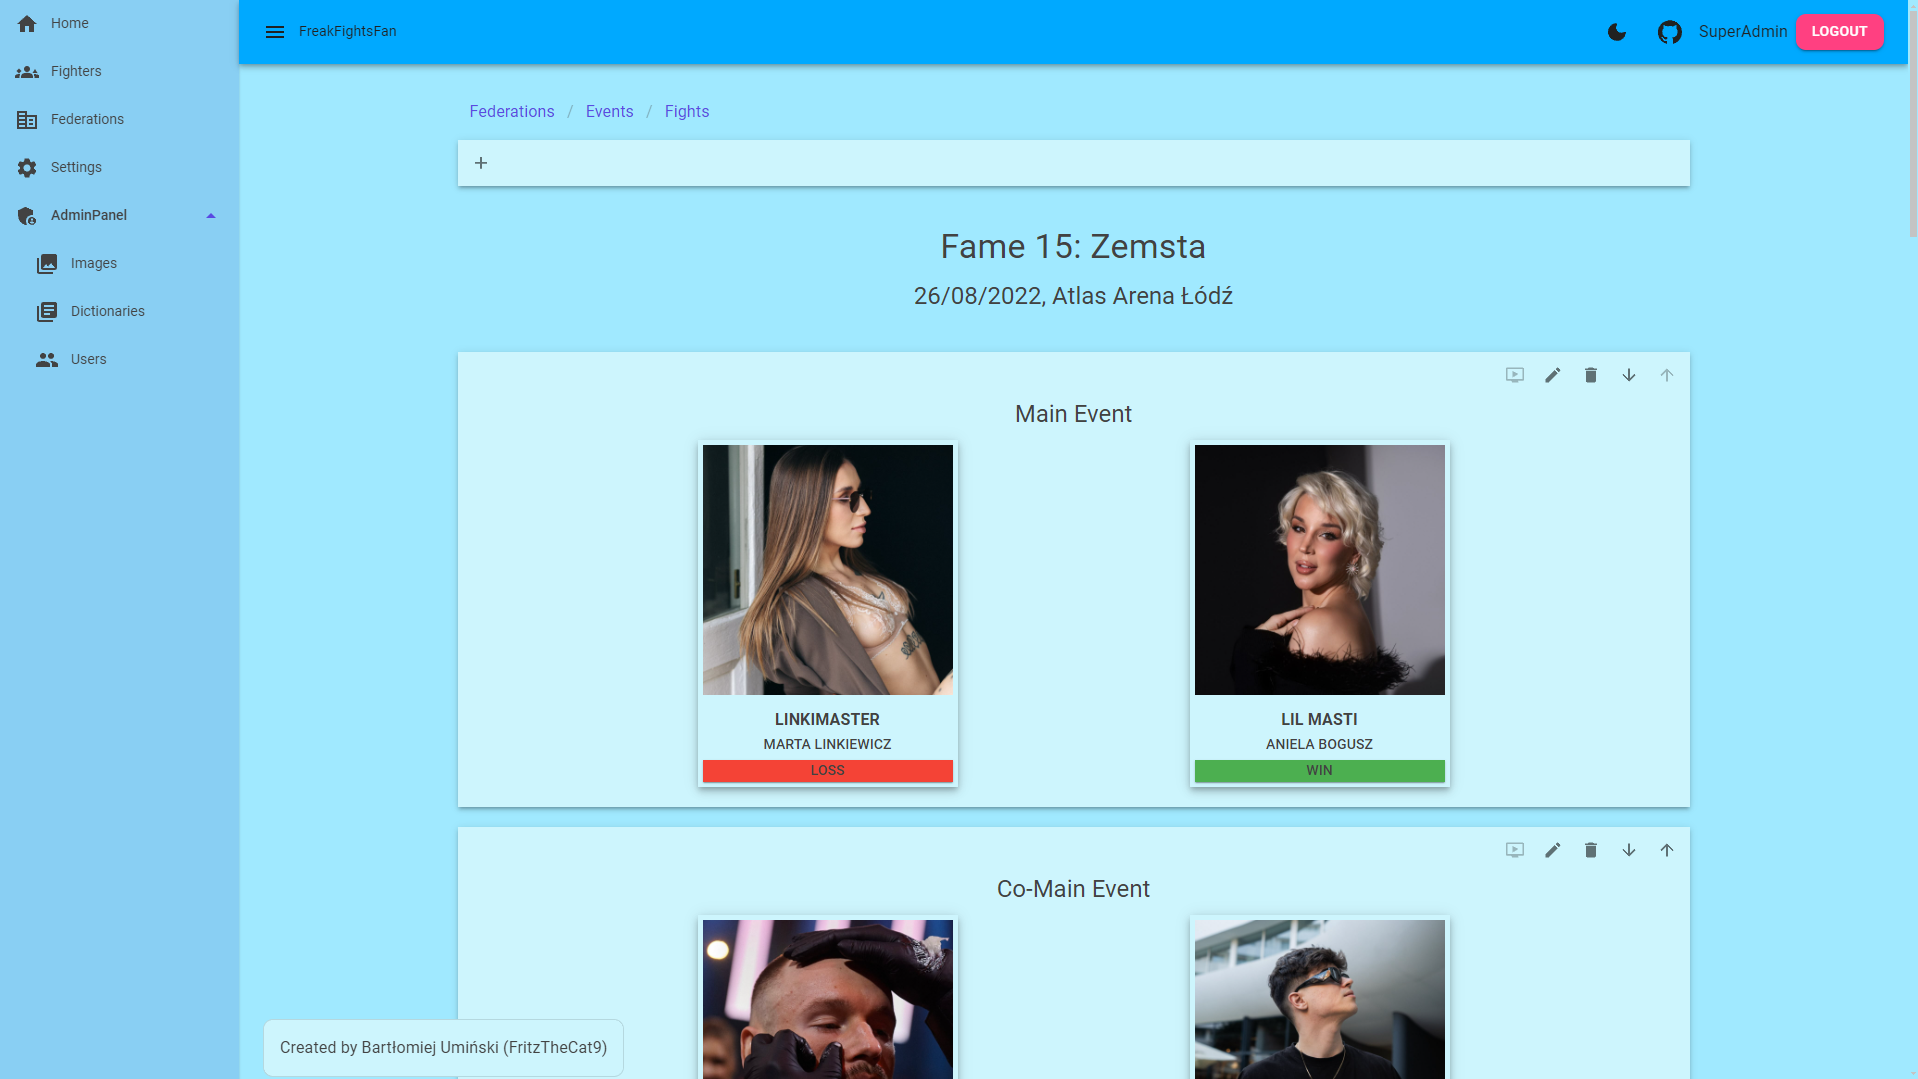 Home
Fighters
Federations
Settings
AdminPanel
Images
Dictionaries
Users
FreakFightsFan
SuperAdmin
LOGOUT
Federations / Events / Fights
+
Fame 15: Zemsta
26/08/2022, Atlas Arena Łódź
Main Event
LINKIMASTER
MARTA LINKIEWICZ
LOSS
LIL MASTI
ANIELA BOGUSZ
WIN
Co-Main Event
Created by Bartłomiej Umiński (FritzTheCat9)